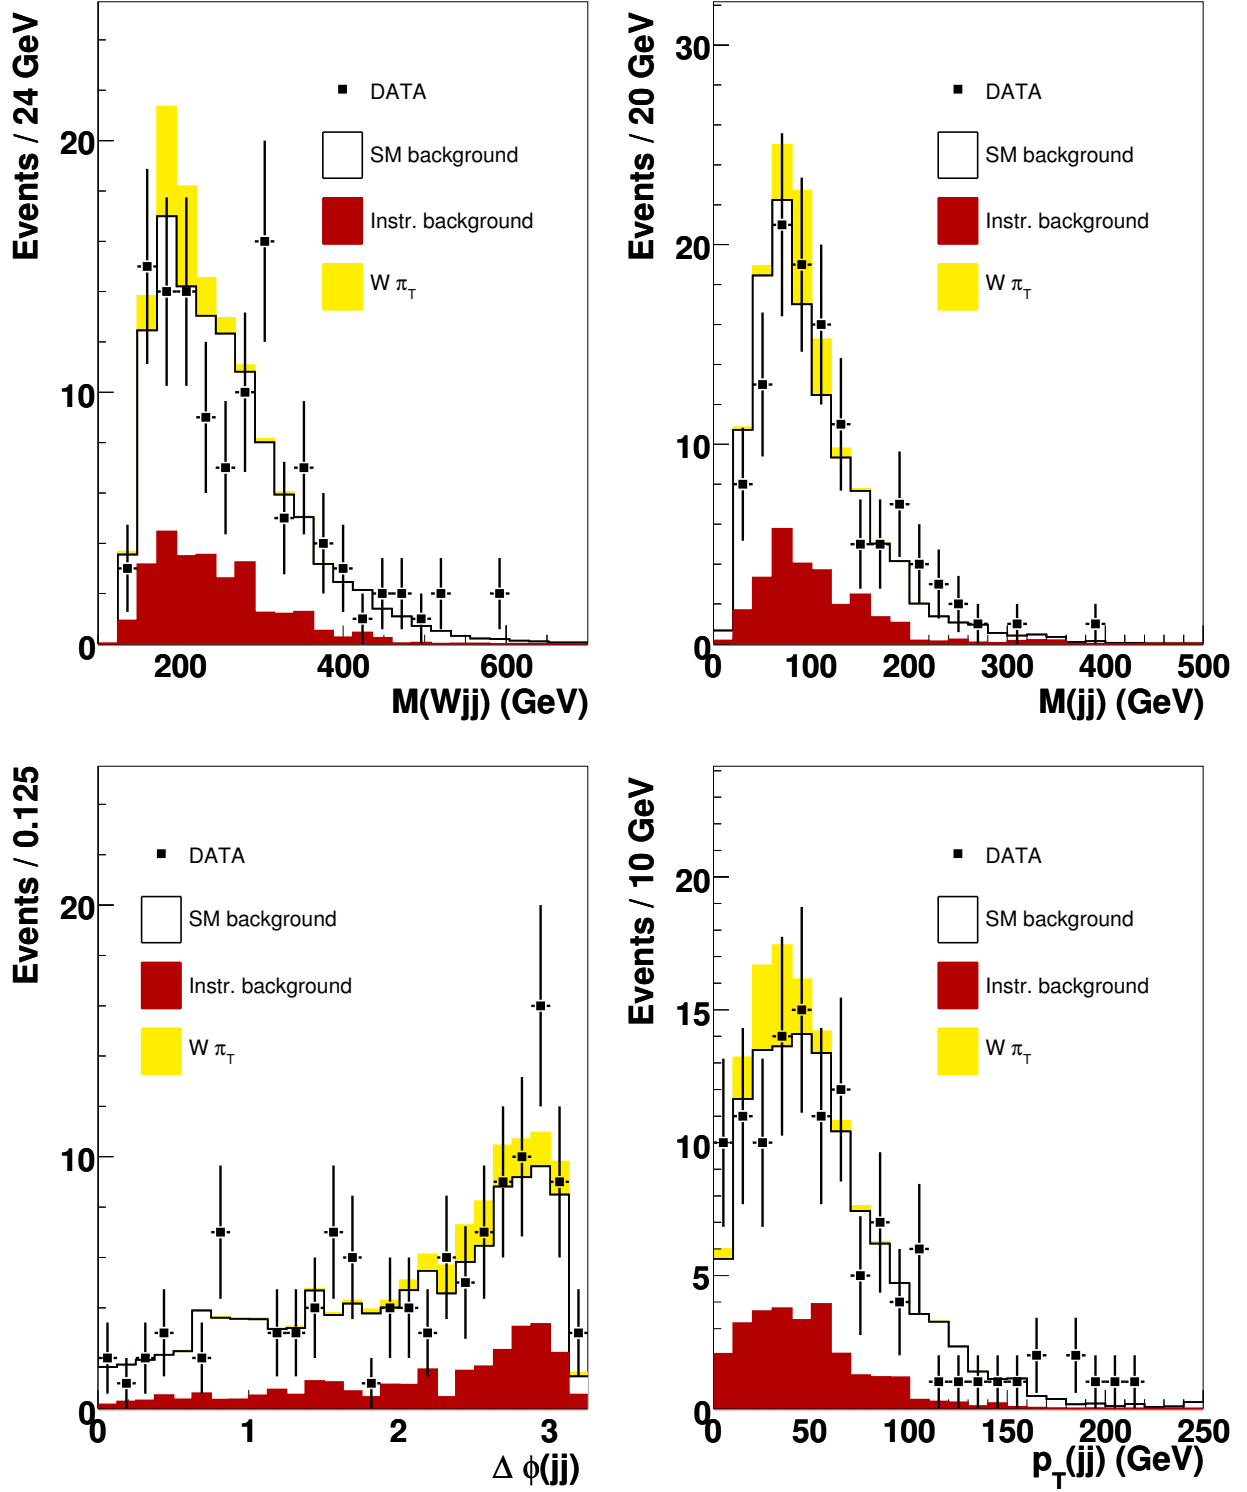 Events / 24 GeV
20
10
0
DATA
SM background
Instr. background
W π_T
200 400 600
M(Wjj) (GeV)
Events / 20 GeV
30
20
10
0
DATA
SM background
Instr. background
W π_T
0 100 200 300 400 500
M(jj) (GeV)
Events / 0.125
20
10
0
DATA
SM background
Instr. background
W π_T
0 1 2 3
Δ ϕ(jj)
Events / 10 GeV
20
15
10
5
0
DATA
SM background
Instr. background
W π_T
0 50 100 150 200 250
p_T(jj) (GeV)